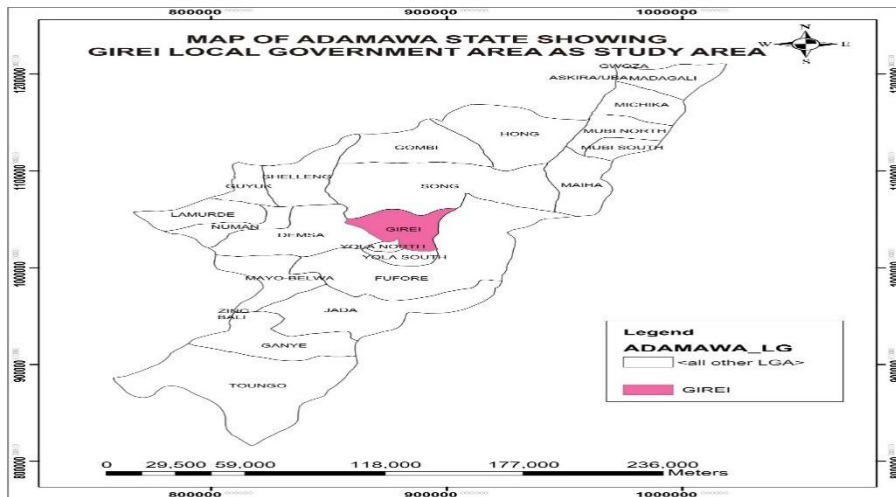 800000 900000 1000000
MAP OF ADAMAWA STATE SHOWING
GIREI LOCAL GOVERNMENT AREA AS STUDY AREA
N
W E
S
GWOZA
ASKIRA/UBA MADAGALI
MICHIKA
HONG
MUBI NORTH
GOMBI
MUBI SOUTH
SHELLENG
GUYUK
SONG
MAIHA
LAMURDE
NUMAN
DEMSA
GIREI
YOLA NORTH
YOLA SOUTH
MAYO-BELWA
FUFORE
ZING
BALI
JADA
GANYE
TOUNGO
Legend
ADAMAWA_LG
<all other LGA>
GIREI
0 29,500 59,000 118,000 177,000 236,000
Meters
1200000
1100000
1000000
900000
800000
800000 900000 1000000